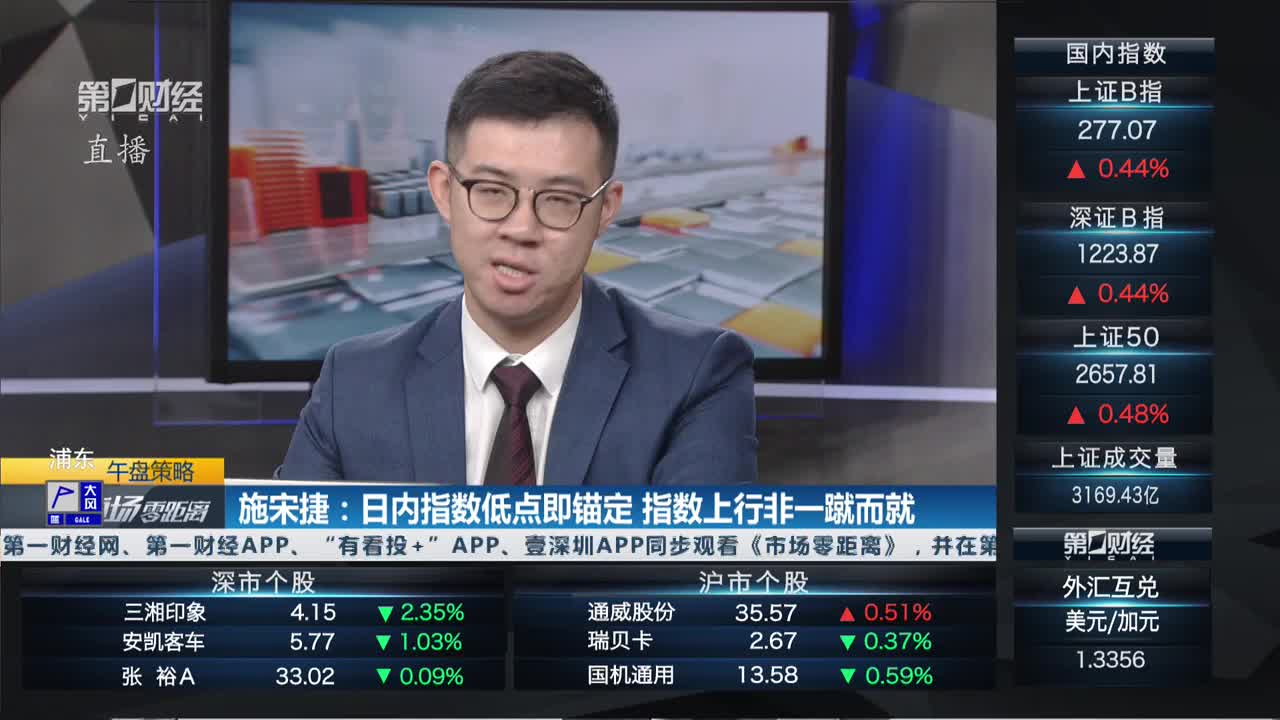 第一财经
YICAI
直播
浦东
午盘策略
大风
GALE
市场零距离
施宋捷：日内指数低点即锚定 指数上行非一蹴而就
第一财经网、第一财经APP、“有看投+”APP、壹深圳APP同步观看《市场零距离》，并在第
深市个股
三湘印象 4.15 ▼ 2.35%
安凯客车 5.77 ▼ 1.03%
张 裕A 33.02 ▼ 0.09%
沪市个股
通威股份 35.57 ▲ 0.51%
瑞贝卡 2.67 ▼ 0.37%
国机通用 13.58 ▼ 0.59%
国内指数
上证B指
277.07
▲ 0.44%
深证B指
1223.87
▲ 0.44%
上证50
2657.81
▲ 0.48%
上证成交量
3169.43亿
第一财经
YICAI
外汇互兑
美元/加元
1.3356